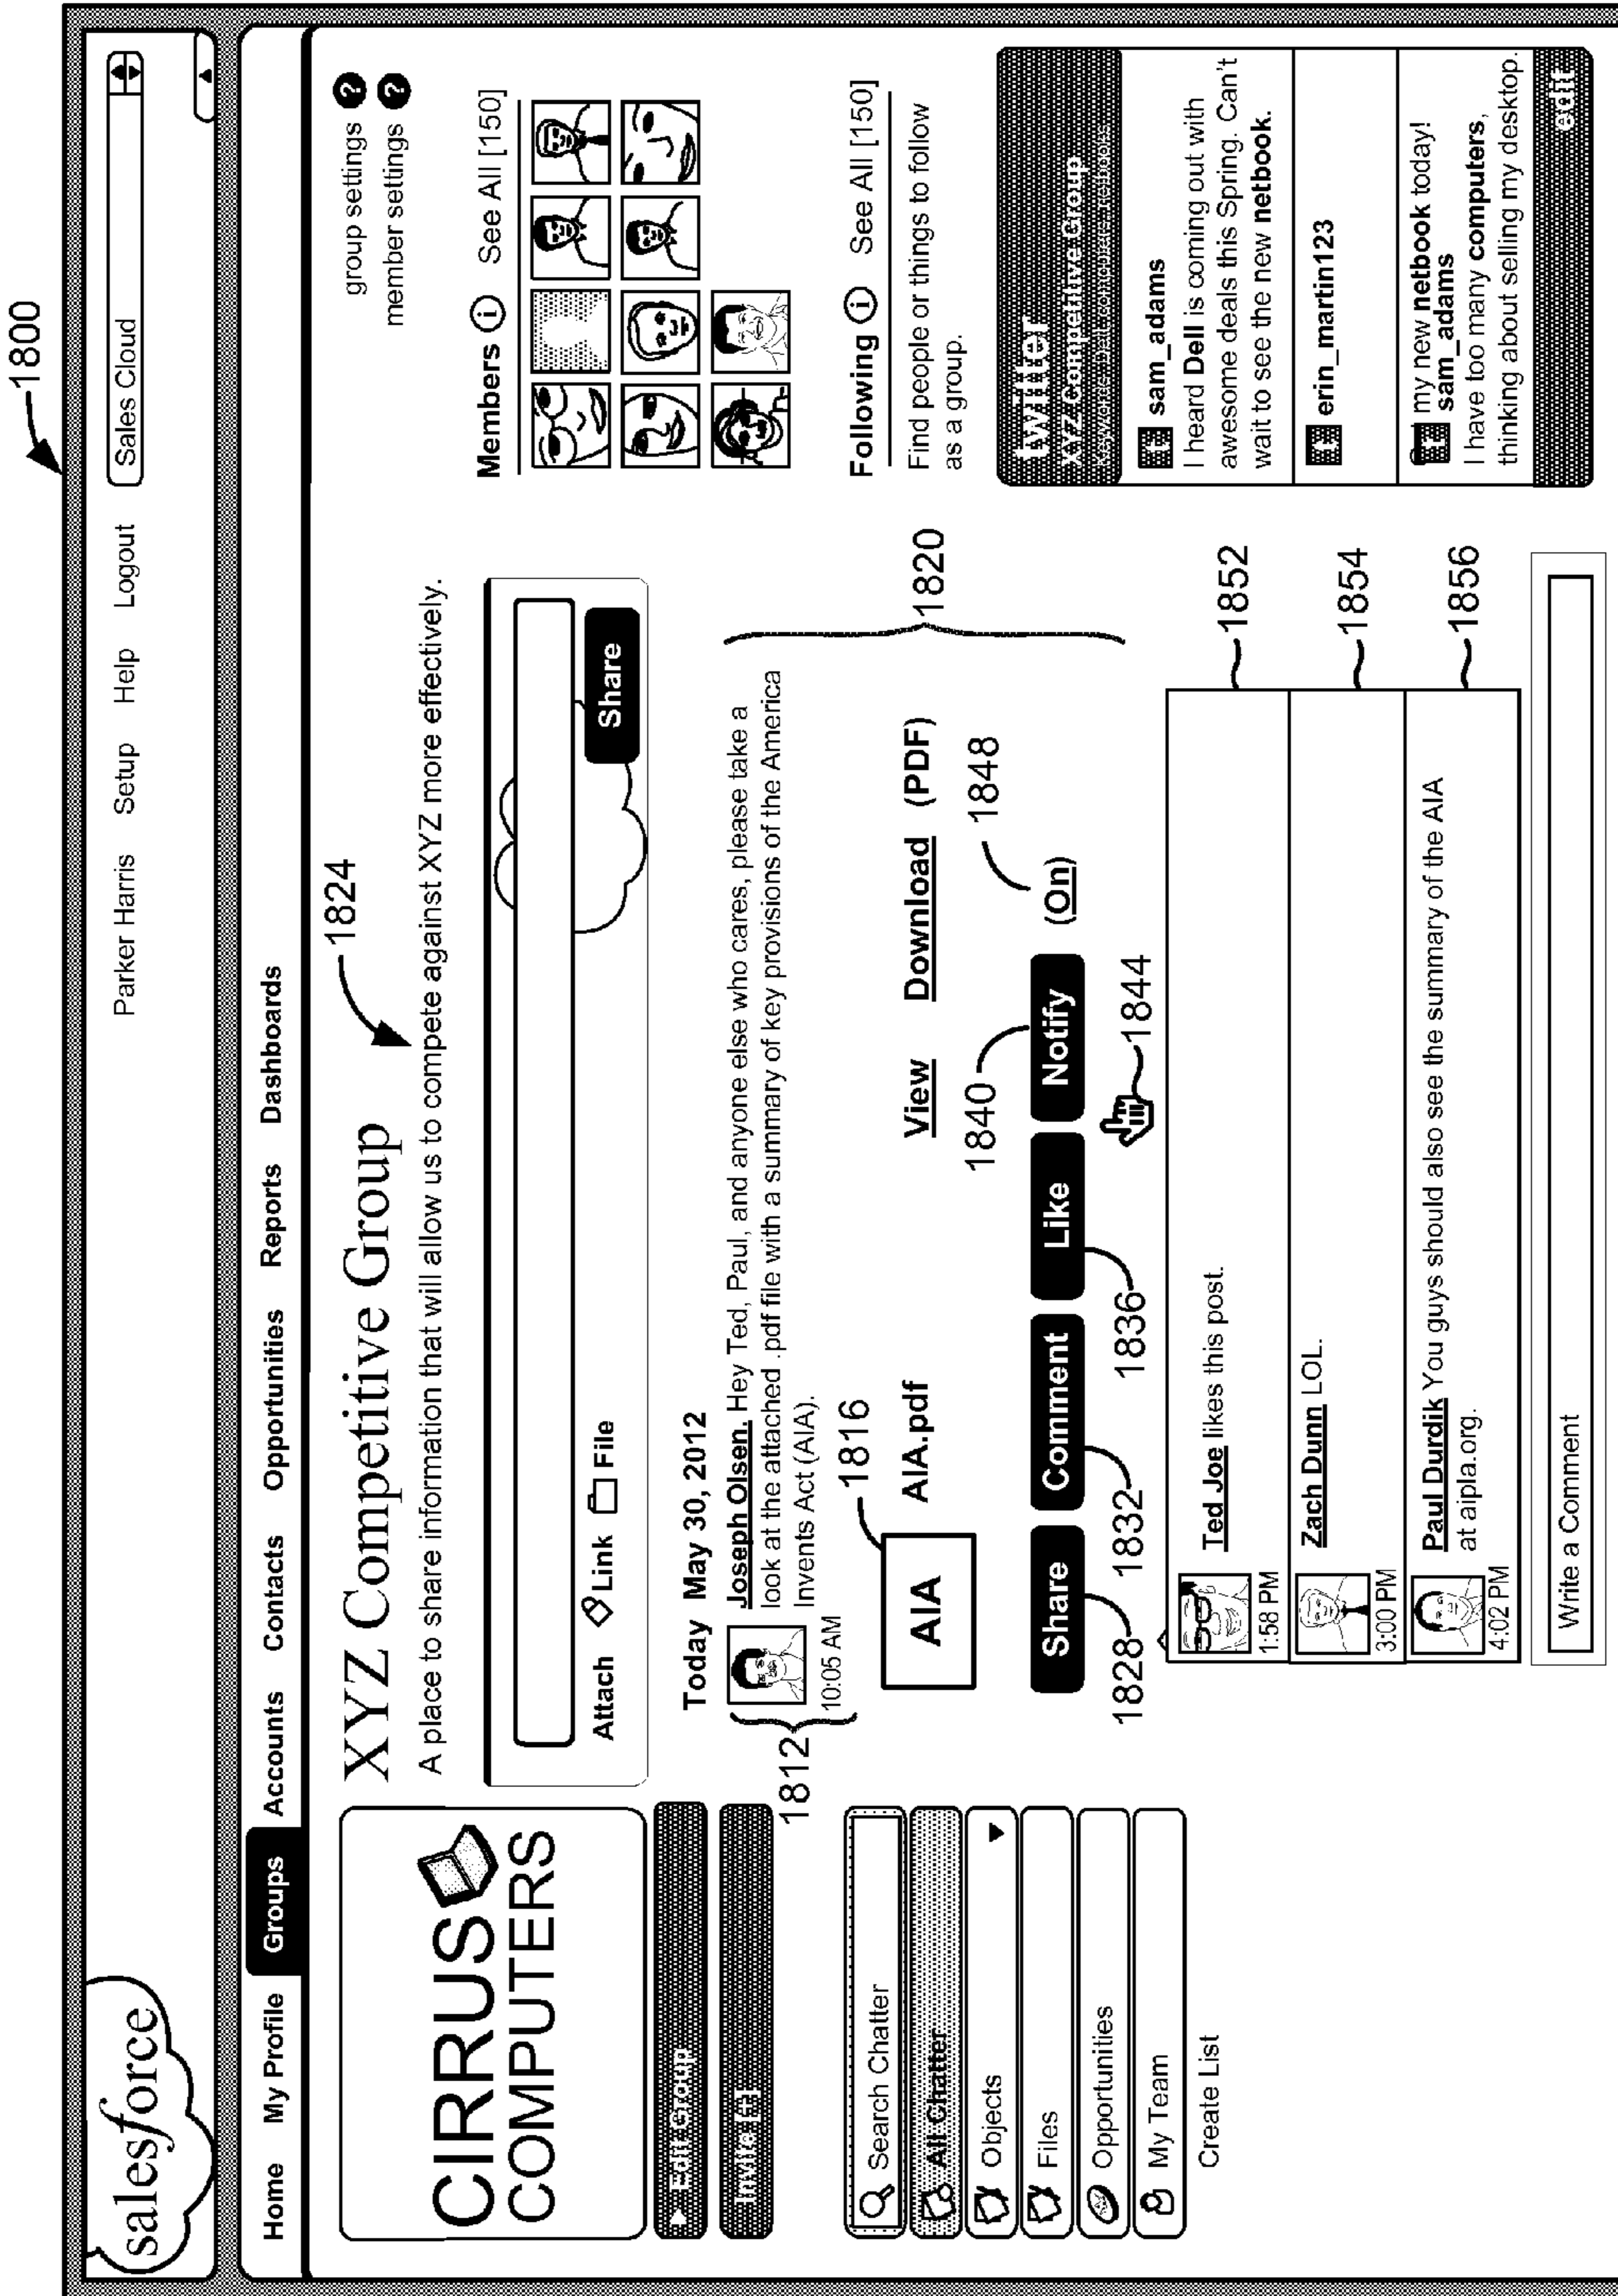 1800
salesforce
Parker Harris Setup Help Logout
Sales Cloud
Home My Profile Groups Accounts Contacts Opportunities Reports Dashboards
CIRRUS
COMPUTERS
Edit Group
Invite [+]
Search Chatter
All Chatter
Objects
Files
Opportunities
My Team
Create List
XYZ Competitive Group
1824
A place to share information that will allow us to compete against XYZ more effectively.
Share
Attach Link File
Today May 30, 2012
Joseph Olsen. Hey Ted, Paul, and anyone else who cares, please take a
look at the attached .pdf file with a summary of key provisions of the America
Invents Act (AIA).
10:05 AM
1812
1820
1816
AIA
AIA.pdf
View Download (PDF)
1840
1848
Share Comment Like Notify (On)
1828
1832
1836
1844
Ted Joe likes this post.
1:58 PM
1852
Zach Dunn LOL.
3:00 PM
1854
Paul Durdik You guys should also see the summary of the AIA
at aipla.org.
4:02 PM
1856
Write a Comment
group settings ?
member settings ?
Members i See All [150]
Following i See All [150]
Find people or things to follow
as a group.
twitter
XYZ Competitive Group
Keywords: Dell, computers, netbooks
sam_adams
I heard Dell is coming out with
awesome deals this Spring. Can't
wait to see the new netbook.
erin_martin123
my new netbook today!
sam_adams
I have too many computers,
thinking about selling my desktop.
edit